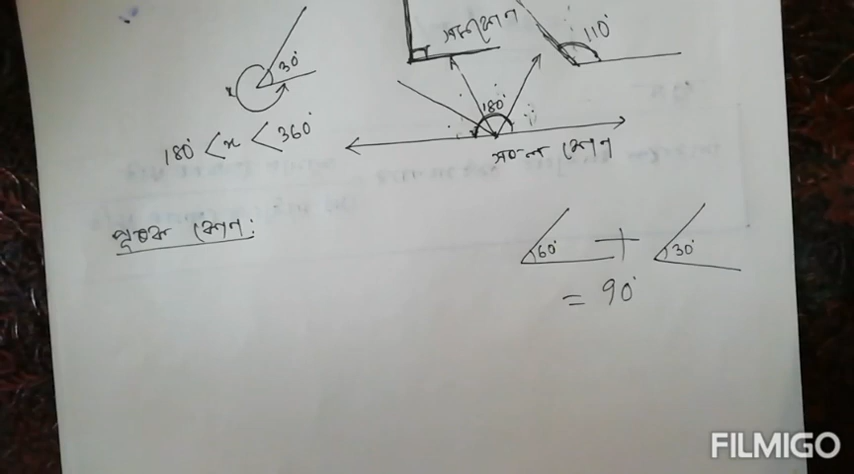 সমকোণ
110°
30°
x
180°
180° < x < 360°
সরল কোণ
পূরক কোণ:
60° + 30°
= 90°
FILMIGO